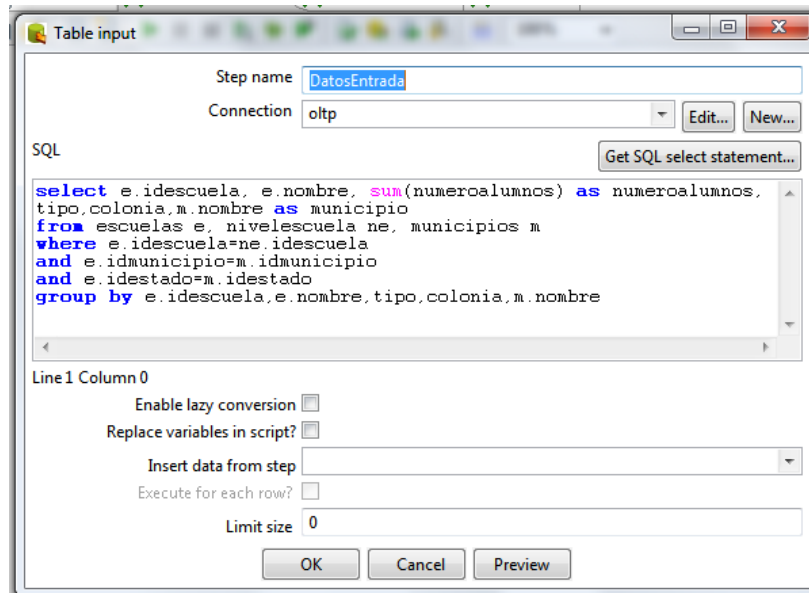 Table input
Step name DatosEntrada
Connection oltp Edit... New...
SQL Get SQL select statement...
select e.idescuela, e.nombre, sum(numeroalumnos) as numeroalumnos,
tipo,colonia,m.nombre as municipio
from escuelas e, nivelescuela ne, municipios m
where e.idescuela=ne.idescuela
and e.idmunicipio=m.idmunicipio
and e.idestado=m.idestado
group by e.idescuela,e.nombre,tipo,colonia,m.nombre
Line1 Column 0
Enable lazy conversion
Replace variables in script?
Insert data from step
Execute for each row?
Limit size 0
OK Cancel Preview